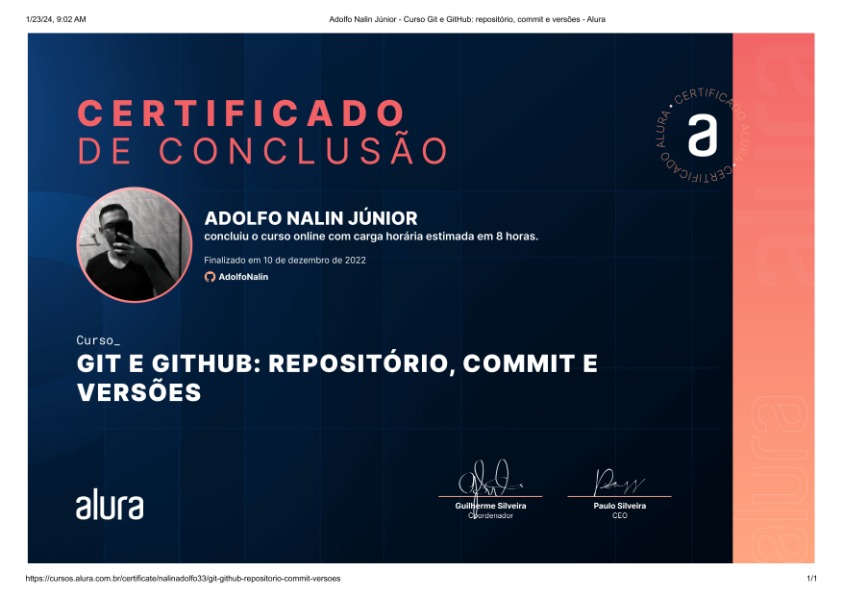 1/23/24, 9:02 AM
Adolfo Nalin Júnior - Curso Git e GitHub: repositório, commit e versões - Alura
CERTIFICADO
DE CONCLUSÃO
• CERTIFICADO ALURA • CERTIFICADO ALURA
a
alura
ADOLFO NALIN JÚNIOR
concluiu o curso online com carga horária estimada em 8 horas.
Finalizado em 10 de dezembro de 2022
AdolfoNalin
Curso_
GIT E GITHUB: REPOSITÓRIO, COMMIT E
VERSÕES
alura
alura
Guilherme Silveira
Coordenador
Paulo Silveira
CEO
https://cursos.alura.com.br/certificate/nalinadolfo33/git-github-repositorio-commit-versoes
1/1